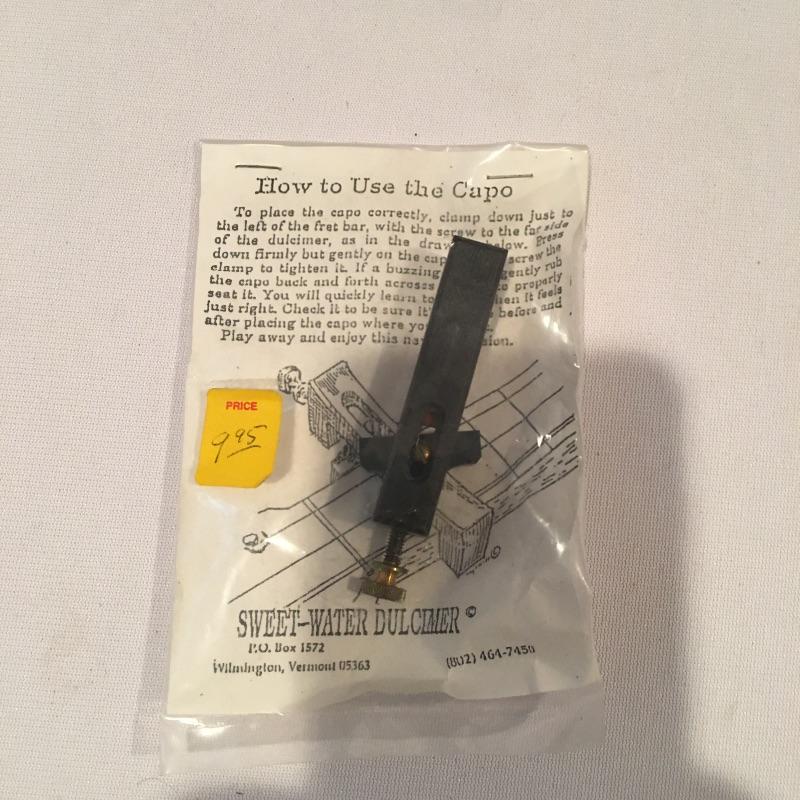 How to Use the Capo
To place the capo correctly, clamp down just to
the left of the fret bar, with the screw to the far side
of the dulcimer, as in the draw below. Press
down firmly but gently on the cap screw the
clamp to tighten it. If a buzzing gently rub
the capo back and forth across to properly
seat it. You will quickly learn to hen it feels
just right. Check it to be sure it' before and
after placing the capo where yo
Play away and enjoy this ion.
PRICE
9.95
SWEET-WATER DULCIMER ©
P.O. Box 1572
Wilmington, Vermont 05363
(802) 464-7450